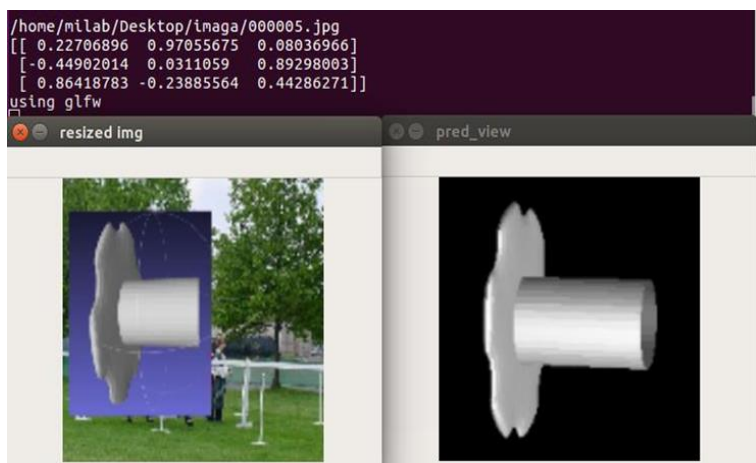 /home/milab/Desktop/imaga/000005.jpg
[[ 0.22706896  0.97055675  0.08036966]
 [-0.44902014  0.0311059   0.89298003]
 [ 0.86418783 -0.23885564  0.44286271]]
using glfw
resized img
pred_view